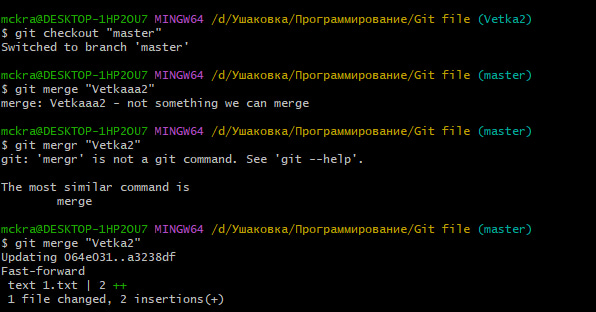 mckra@DESKTOP-1HP2OU7 MINGW64 /d/Ушаковка/Программирование/Git file (Vetka2)
$ git checkout "master"
Switched to branch 'master'
mckra@DESKTOP-1HP2OU7 MINGW64 /d/Ушаковка/Программирование/Git file (master)
$ git merge "Vetkaaa2"
merge: Vetkaaa2 - not something we can merge
mckra@DESKTOP-1HP2OU7 MINGW64 /d/Ушаковка/Программирование/Git file (master)
$ git mergr "Vetka2"
git: 'mergr' is not a git command. See 'git --help'.
The most similar command is
merge
mckra@DESKTOP-1HP2OU7 MINGW64 /d/Ушаковка/Программирование/Git file (master)
$ git merge "Vetka2"
Updating 064e031..a3238df
Fast-forward
text 1.txt | 2 ++
1 file changed, 2 insertions(+)